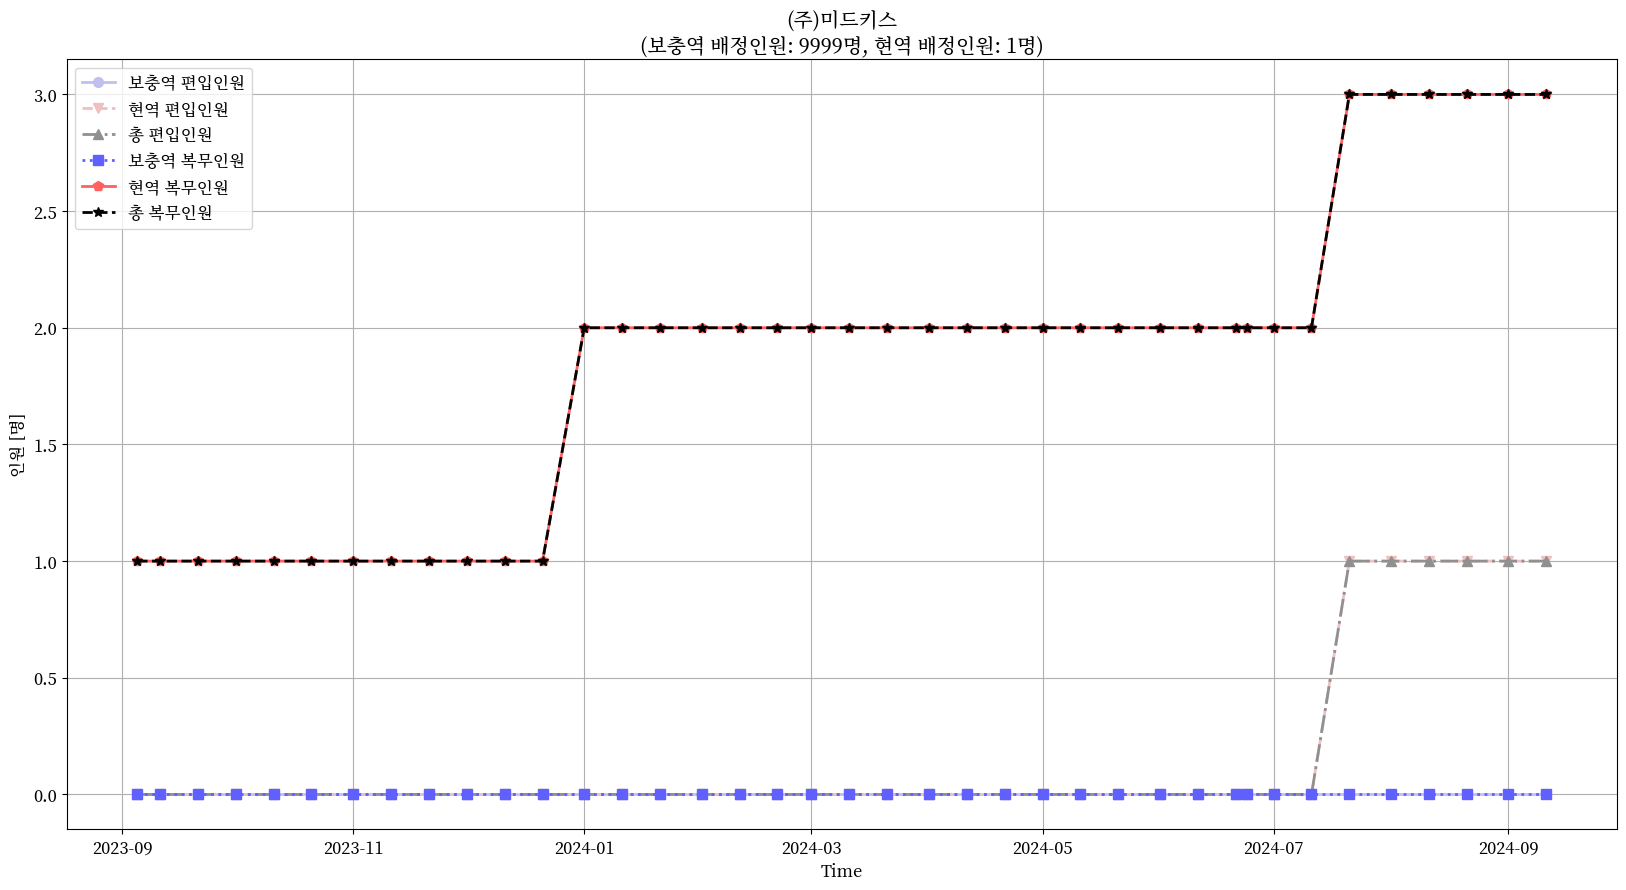 (주)미드키스
(보충역 배정인원: 9999명, 현역 배정인원: 1명)
보충역 편입인원
현역 편입인원
총 편입인원
보충역 복무인원
현역 복무인원
총 복무인원
3.0
2.5
2.0
1.5
1.0
0.5
0.0
인원 [명]
2023-09
2023-11
2024-01
2024-03
2024-05
2024-07
2024-09
Time